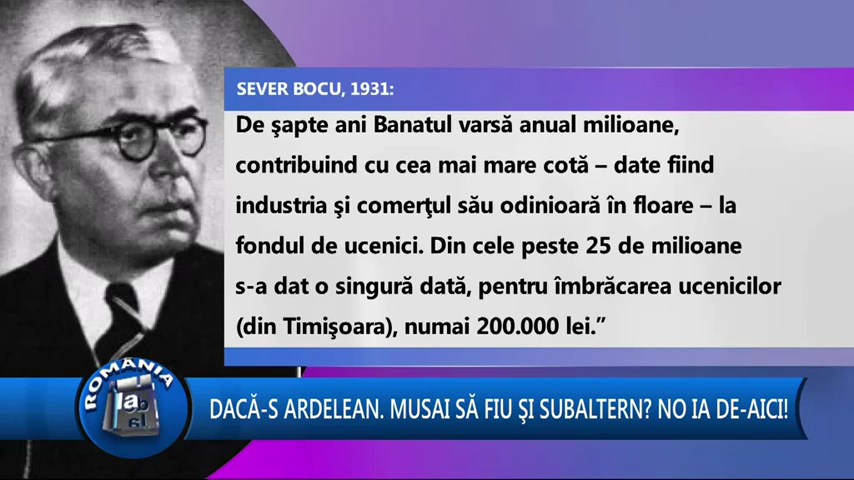 SEVER BOCU, 1931:
De şapte ani Banatul varsă anual milioane,
contribuind cu cea mai mare cotă – date fiind
industria şi comerţul său odinioară în floare – la
fondul de ucenici. Din cele peste 25 de milioane
s-a dat o singură dată, pentru îmbrăcarea ucenicilor
(din Timişoara), numai 200.000 lei.”
ROMÂNIA
la
DACĂ-S ARDELEAN. MUSAI SĂ FIU ŞI SUBALTERN? NO IA DE-AICI!